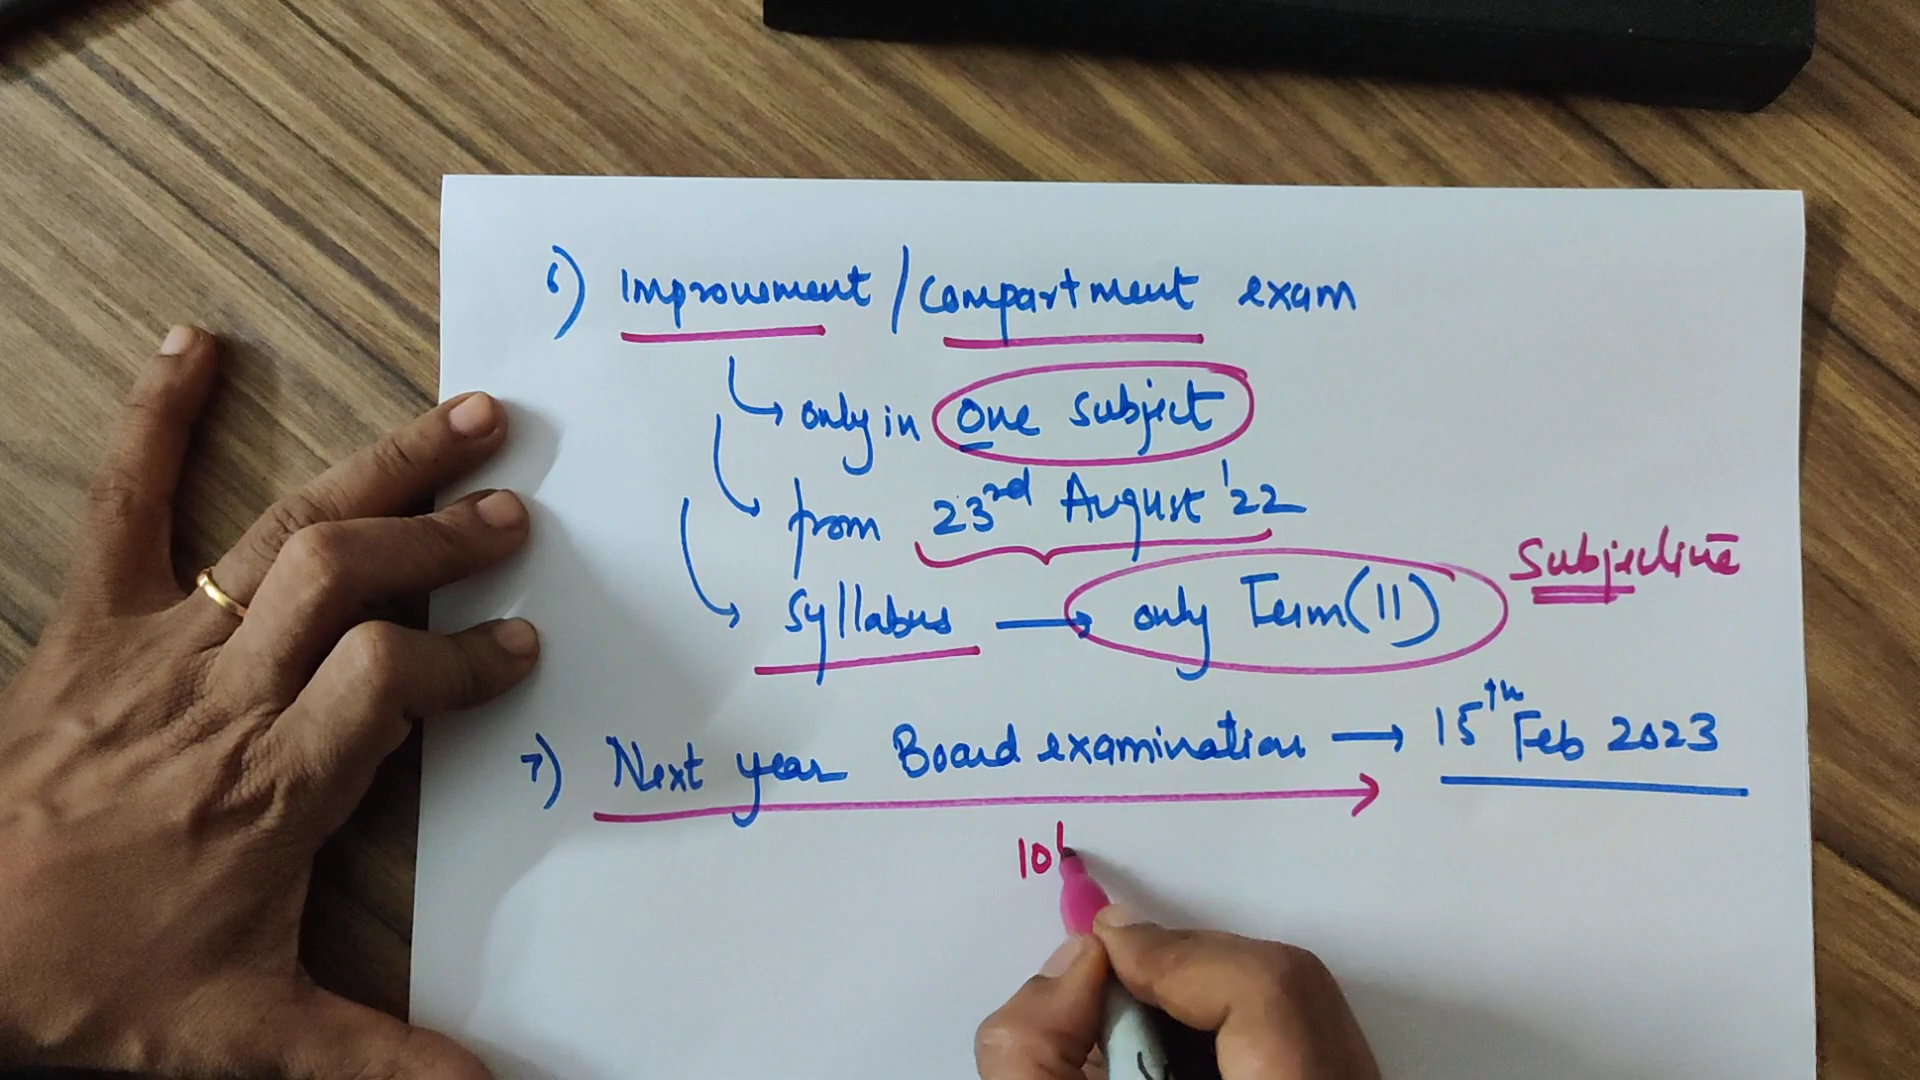 6) Improvement / Compartment exam
↳ only in one subject
↳ from 23rd August '22
Subjective
↳ Syllabus → only Term (II)
7) Next year Board examination → 15th Feb 2023
10